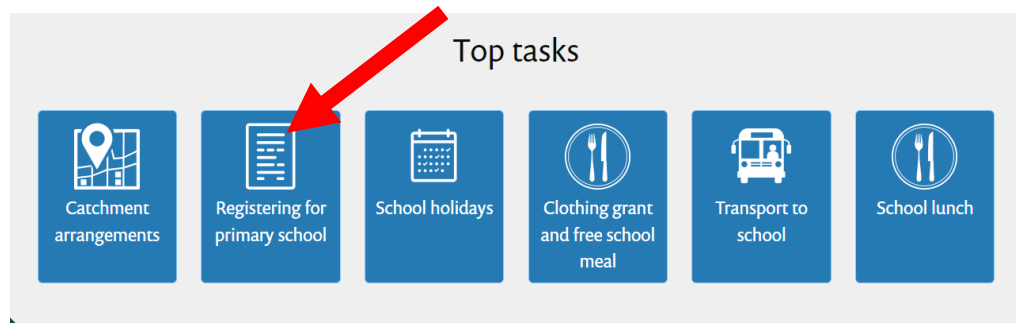 Top tasks
Catchment
arrangements
Registering for
primary school
School holidays
Clothing grant
and free school
meal
Transport to
school
School lunch